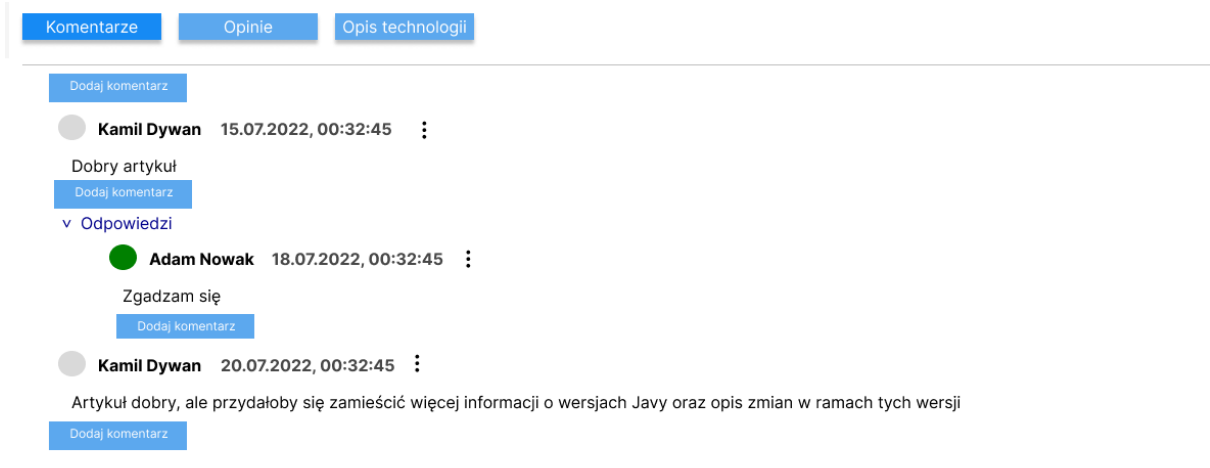 Komentarze Opinie Opis technologii
Dodaj komentarz
Kamil Dywan 15.07.2022, 00:32:45
Dobry artykuł
Dodaj komentarz
Odpowiedzi
Adam Nowak 18.07.2022, 00:32:45
Zgadzam się
Dodaj komentarz
Kamil Dywan 20.07.2022, 00:32:45
Artykuł dobry, ale przydałoby się zamieścić więcej informacji o wersjach Javy oraz opis zmian w ramach tych wersji
Dodaj komentarz